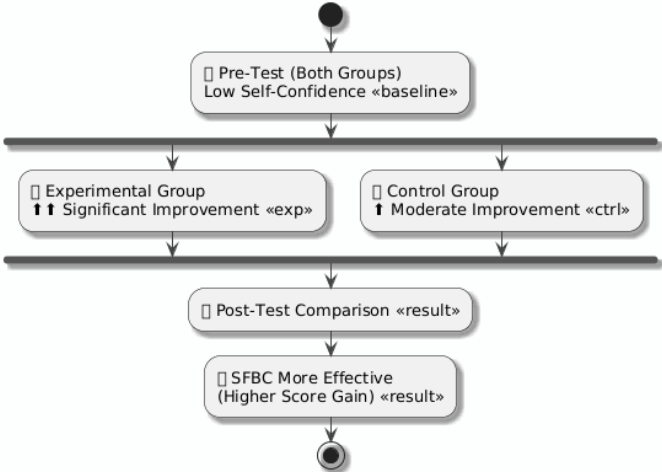 ▯ Pre-Test (Both Groups)
Low Self-Confidence «baseline»
▯ Experimental Group
⬆⬆ Significant Improvement «exp»
▯ Control Group
⬆ Moderate Improvement «ctrl»
▯ Post-Test Comparison «result»
▯ SFBC More Effective
(Higher Score Gain) «result»